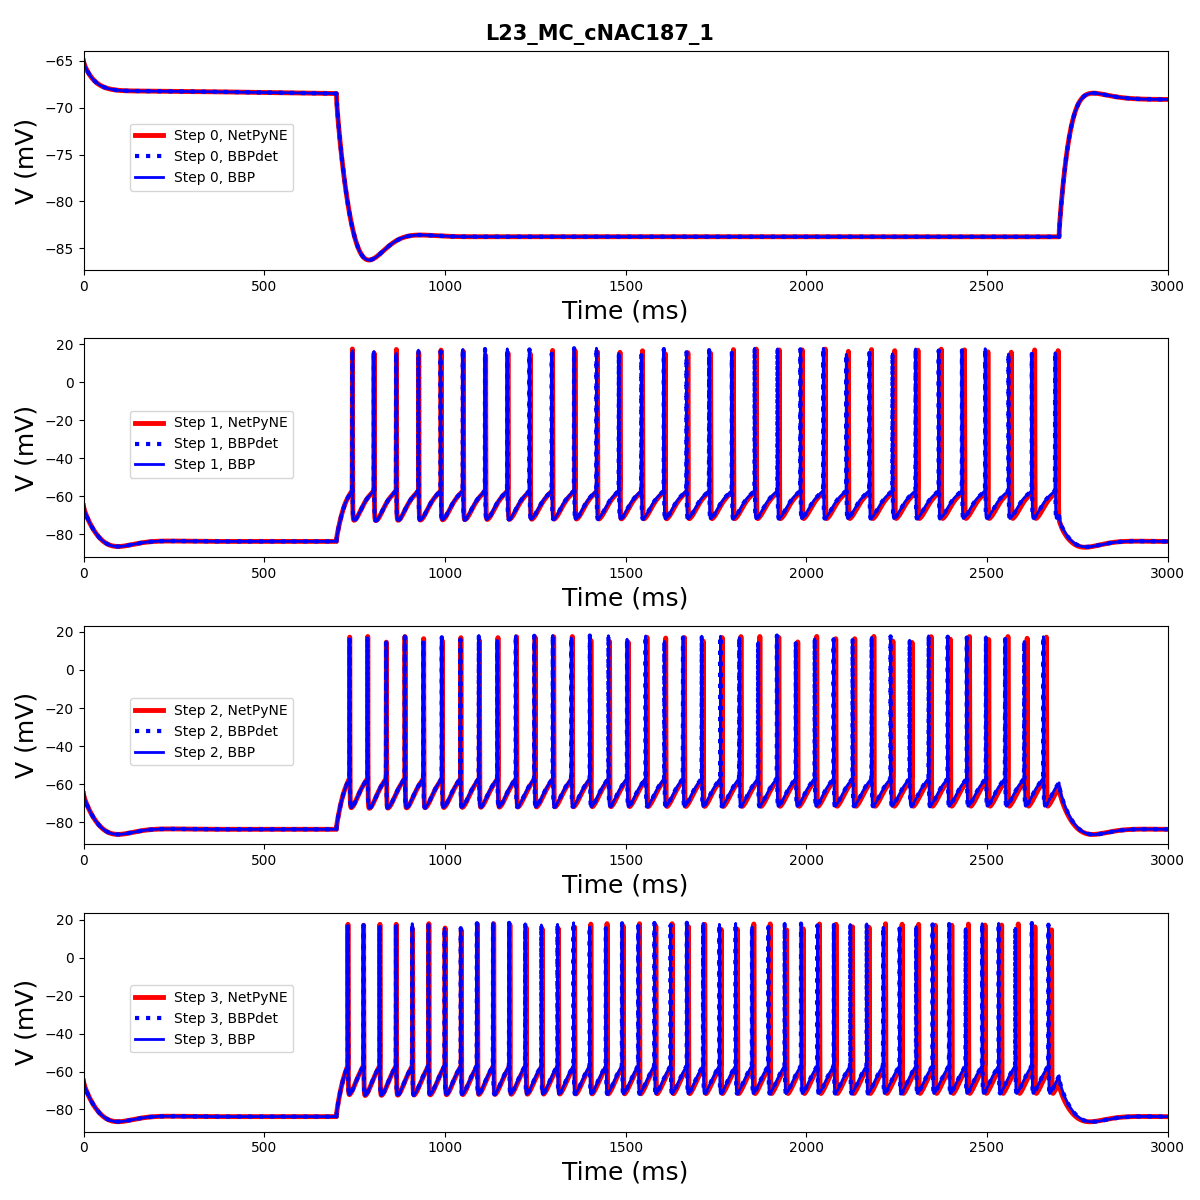 L23_MC_cNAC187_1
−65
−70
−75
−80
−85
V (mV)
Step 0, NetPyNE
Step 0, BBPdet
Step 0, BBP
0 500 1000 1500 2000 2500 3000
Time (ms)
20
0
−20
−40
−60
−80
V (mV)
Step 1, NetPyNE
Step 1, BBPdet
Step 1, BBP
0 500 1000 1500 2000 2500 3000
Time (ms)
20
0
−20
−40
−60
−80
V (mV)
Step 2, NetPyNE
Step 2, BBPdet
Step 2, BBP
0 500 1000 1500 2000 2500 3000
Time (ms)
20
0
−20
−40
−60
−80
V (mV)
Step 3, NetPyNE
Step 3, BBPdet
Step 3, BBP
0 500 1000 1500 2000 2500 3000
Time (ms)